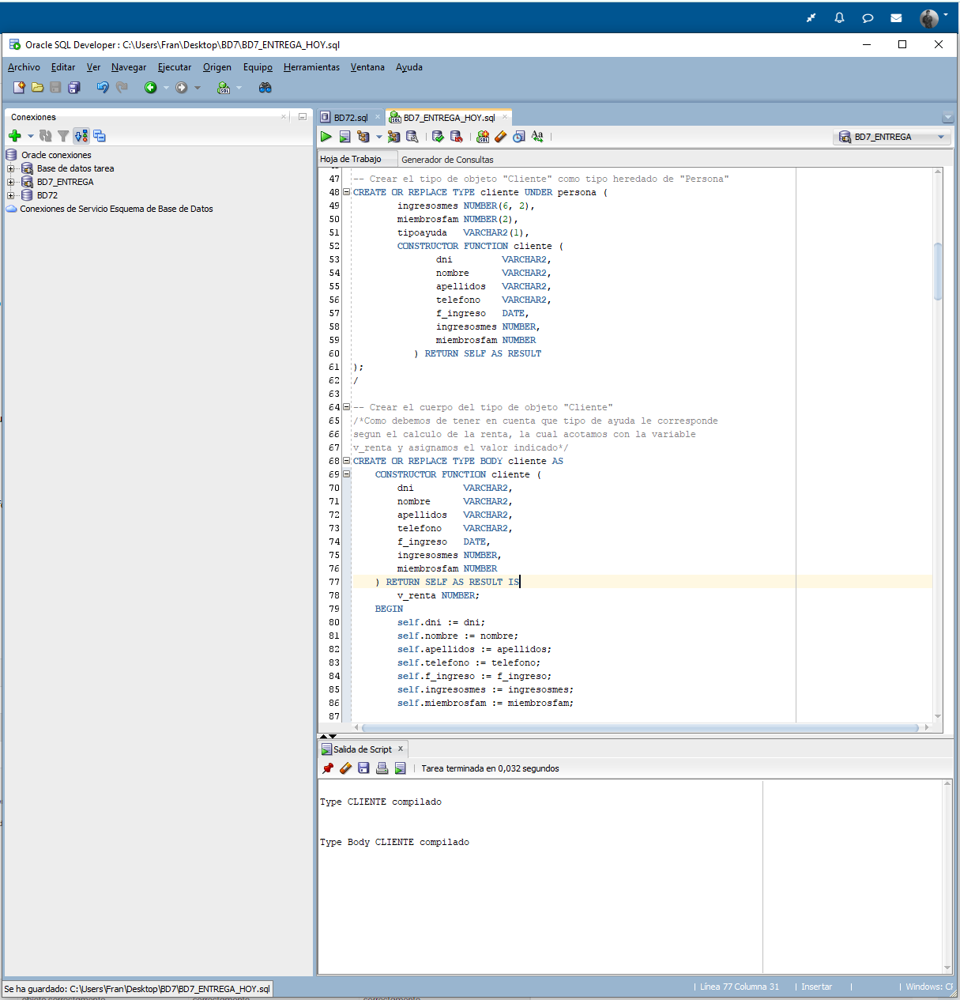 Oracle SQL Developer : C:\Users\Fran\Desktop\BD7\BD7_ENTREGA_HOY.sql
Archivo Editar Ver Navegar Ejecutar Origen Equipo Herramientas Ventana Ayuda
Conexiones
Oracle conexiones
Base de datos tarea
BD7_ENTREGA
BD72
Conexiones de Servicio Esquema de Base de Datos
BD72.sql
BD7_ENTREGA_HOY.sql
BD7_ENTREGA
Hoja de Trabajo
Generador de Consultas
47 -- Crear el tipo de objeto "Cliente" como tipo heredado de "Persona"
48 CREATE OR REPLACE TYPE cliente UNDER persona (
49 ingresosmes NUMBER(6, 2),
50 miembrosfam NUMBER(2),
51 tipoayuda VARCHAR2(1),
52 CONSTRUCTOR FUNCTION cliente (
53 dni VARCHAR2,
54 nombre VARCHAR2,
55 apellidos VARCHAR2,
56 telefono VARCHAR2,
57 f_ingreso DATE,
58 ingresosmes NUMBER,
59 miembrosfam NUMBER
60 ) RETURN SELF AS RESULT
61 );
62 /
63
64 -- Crear el cuerpo del tipo de objeto "Cliente"
65 /*Como debemos de tener en cuenta que tipo de ayuda le corresponde
66 segun el calculo de la renta, la cual acotamos con la variable
67 v_renta y asignamos el valor indicado*/
68 CREATE OR REPLACE TYPE BODY cliente AS
69 CONSTRUCTOR FUNCTION cliente (
70 dni VARCHAR2,
71 nombre VARCHAR2,
72 apellidos VARCHAR2,
73 telefono VARCHAR2,
74 f_ingreso DATE,
75 ingresosmes NUMBER,
76 miembrosfam NUMBER
77 ) RETURN SELF AS RESULT IS
78 v_renta NUMBER;
79 BEGIN
80 self.dni := dni;
81 self.nombre := nombre;
82 self.apellidos := apellidos;
83 self.telefono := telefono;
84 self.f_ingreso := f_ingreso;
85 self.ingresosmes := ingresosmes;
86 self.miembrosfam := miembrosfam;
87
Salida de Script
Tarea terminada en 0,032 segundos
Type CLIENTE compilado
Type Body CLIENTE compilado
Se ha guardado: C:\Users\Fran\Desktop\BD7\BD7_ENTREGA_HOY.sql
Línea 77 Columna 31 | Insertar | | Windows: